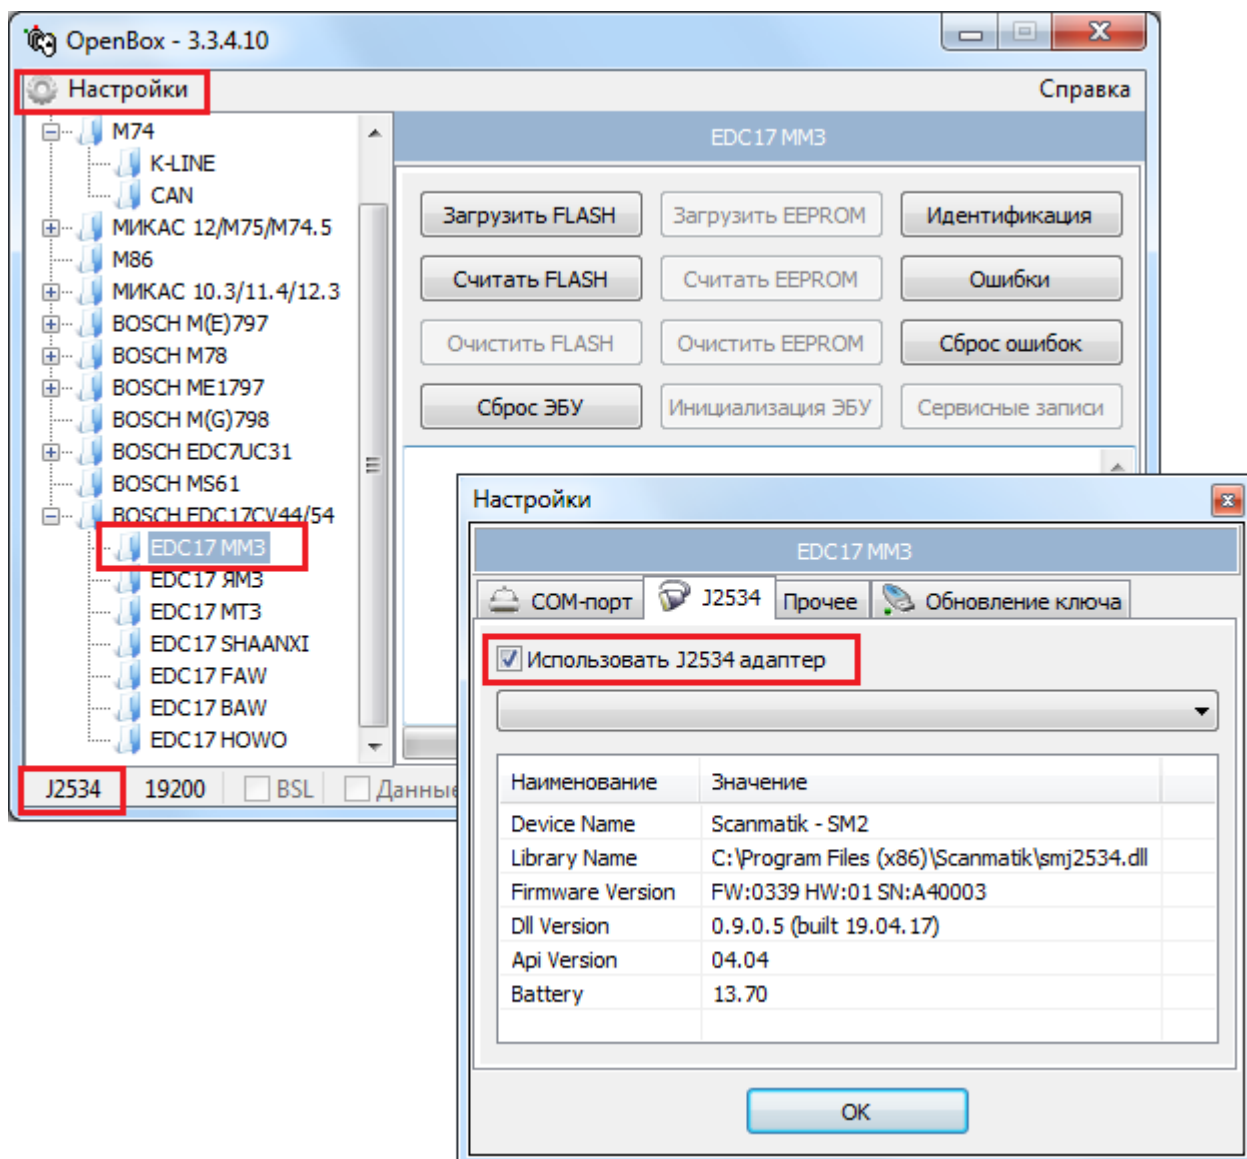 OpenBox - 3.3.4.10
Настройки
Справка
M74
K-LINE
CAN
МИКАС 12/M75/M74.5
M86
МИКАС 10.3/11.4/12.3
BOSCH M(E)797
BOSCH M78
BOSCH ME1797
BOSCH M(G)798
BOSCH EDC7UC31
BOSCH MS61
BOSCH EDC17CV44/54
EDC17 ММЗ
EDC17 ЯМЗ
EDC17 МТЗ
EDC17 SHAANXI
EDC17 FAW
EDC17 BAW
EDC17 HOWO
EDC17 ММЗ
Загрузить FLASH Загрузить EEPROM Идентификация
Считать FLASH Считать EEPROM Ошибки
Очистить FLASH Очистить EEPROM Сброс ошибок
Сброс ЭБУ Инициализация ЭБУ Сервисные записи
J2534 19200 BSL Данные
Настройки
EDC17 ММЗ
COM-порт J2534 Прочее Обновление ключа
Использовать J2534 адаптер
Наименование Значение
Device Name Scanmatik - SM2
Library Name C:\Program Files (x86)\Scanmatik\smj2534.dll
Firmware Version FW:0339 HW:01 SN:A40003
Dll Version 0.9.0.5 (built 19.04.17)
Api Version 04.04
Battery 13.70
OK